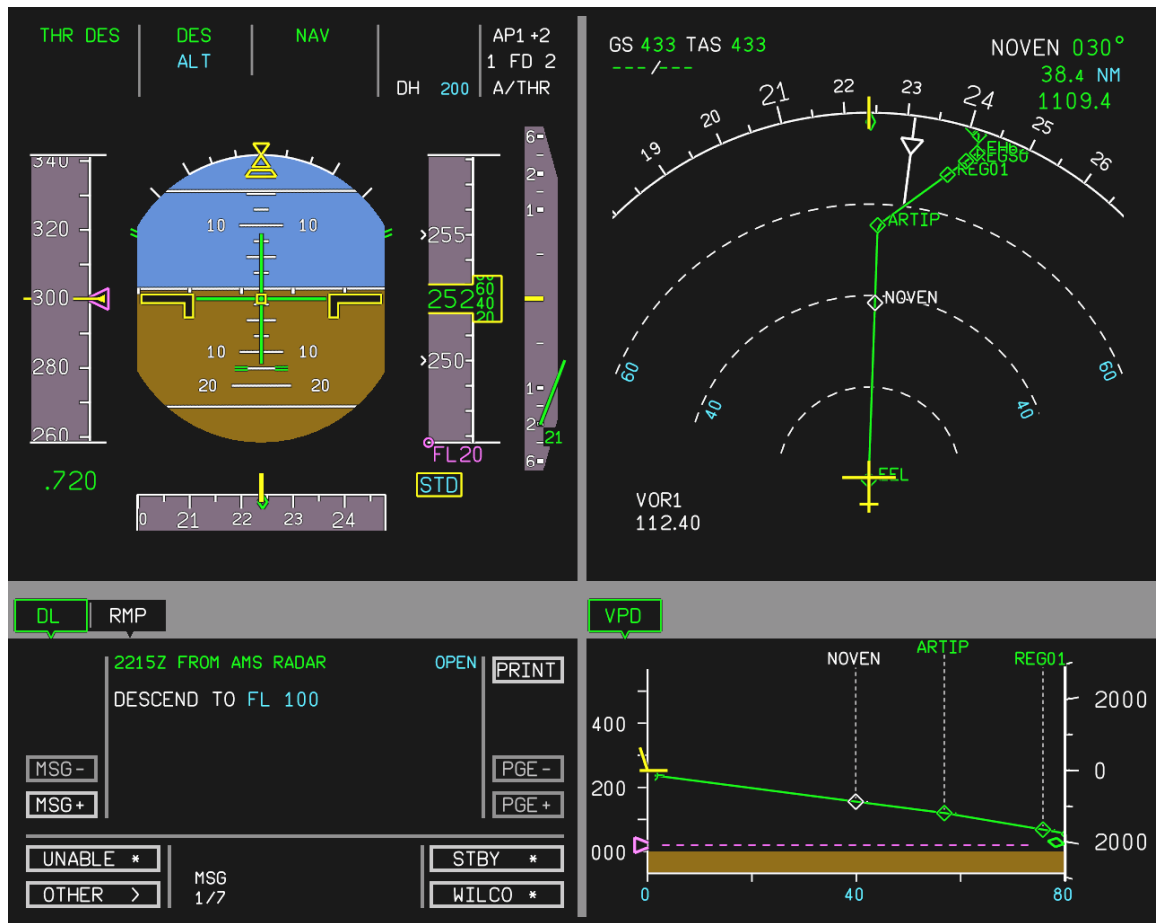 THR DES
DES
NAV
AP1+2
ALT
1 FD 2
DH 200
A/THR
340
320
300
280
260
.720
10 10
10 10
20 20
255
252
60
40
20
250
FL20
STD
6
2
1
1
2
21
6
0 21 22 23 24
GS 433 TAS 433
---/---
NOVEN 030°
38.4 NM
1109.4
19 20 21 22 23 24 25 26
REG01
ARTIP
NOVEN
60 60
40 40
EEL
VOR1
112.40
DL
RMP
2215Z FROM AMS RADAR OPEN
DESCEND TO FL 100
PRINT
MSG-
PGE-
MSG+
PGE+
UNABLE *
STBY *
OTHER >
MSG
1/7
WILCO *
VPD
NOVEN
ARTIP
REG01
400
200
000
2000
0
2000
0 40 80